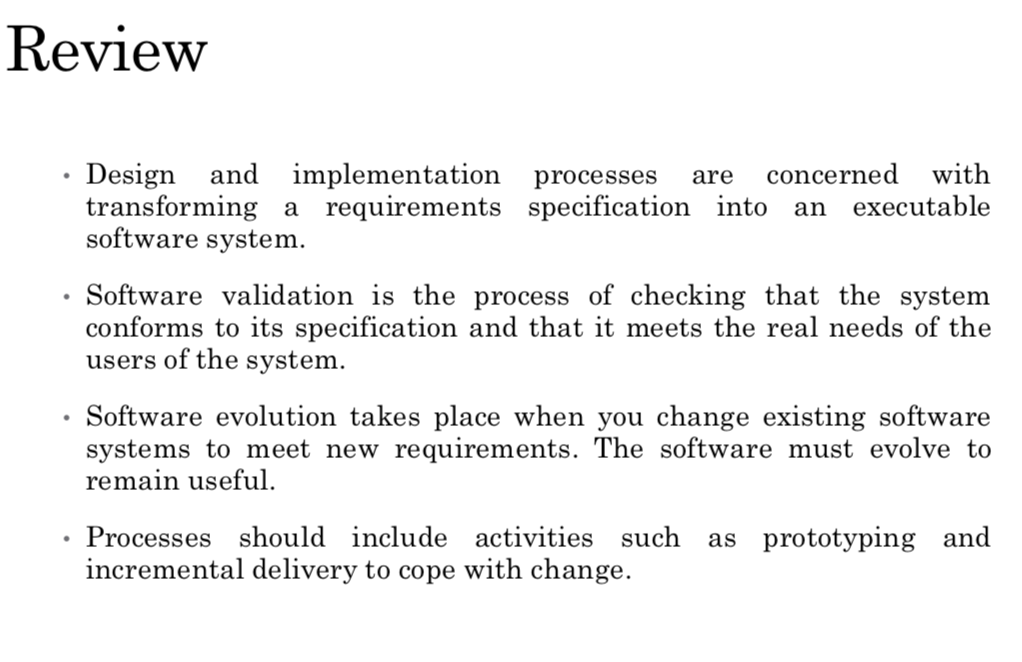 Review
• Design and implementation processes are concerned with
transforming a requirements specification into an executable
software system.
• Software validation is the process of checking that the system
conforms to its specification and that it meets the real needs of the
users of the system.
• Software evolution takes place when you change existing software
systems to meet new requirements. The software must evolve to
remain useful.
• Processes should include activities such as prototyping and
incremental delivery to cope with change.